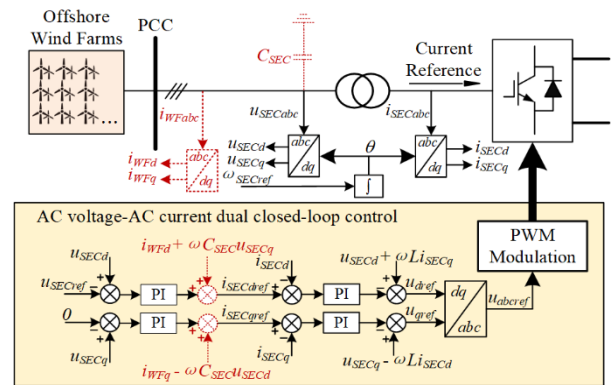 Offshore
Wind Farms
PCC
C_SEC
Current
Reference
i_WFabc
u_SECabc
i_SECabc
...
abc
dq
i_WFd
i_WFq
u_SECd
u_SECq
abc
dq
θ
abc
dq
i_SECd
i_SECq
ω_SECref
∫
AC voltage-AC current dual closed-loop control
PWM
Modulation
u_SECd
i_WFd + ωC_SEC u_SECq
i_SECd
u_SECd + ωLi_SECq
u_SECref
PI
i_SECdref
PI
u_dref
dq
abc
u_abcref
0
PI
i_SECqref
PI
u_qref
u_SECq
i_WFq - ωC_SEC u_SECd
i_SECq
u_SECq - ωLi_SECd